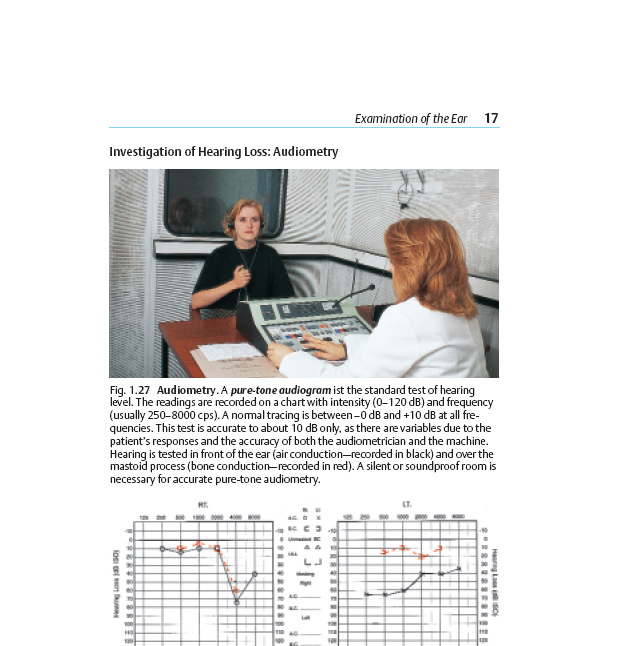 Examination of the Ear 17
Investigation of Hearing Loss: Audiometry
Fig. 1.27 Audiometry. A pure-tone audiogram ist the standard test of hearing
level. The readings are recorded on a chart with intensity (0–120 dB) and frequency
(usually 250–8000 cps). A normal tracing is between –0 dB and +10 dB at all fre-
quencies. This test is accurate to about 10 dB only, as there are variables due to the
patient's responses and the accuracy of both the audiometrician and the machine.
Hearing is tested in front of the ear (air conduction—recorded in black) and over the
mastoid process (bone conduction—recorded in red). A silent or soundproof room is
necessary for accurate pure-tone audiometry.
RT.
125 250 500 1000 2000 4000 8000
-10
0
10
20
30
40
50
60
70
80
90
100
110
120
Hearing Loss (dB ISO)
A.C. O X
B.C.
Masking
Right
A.C.
B.C.
Left
A.C.
B.C.
LT.
125 250 500 1000 2000 4000 8000
-10
0
10
20
30
40
50
60
70
80
90
100
110
120
Hearing Loss (dB ISO)